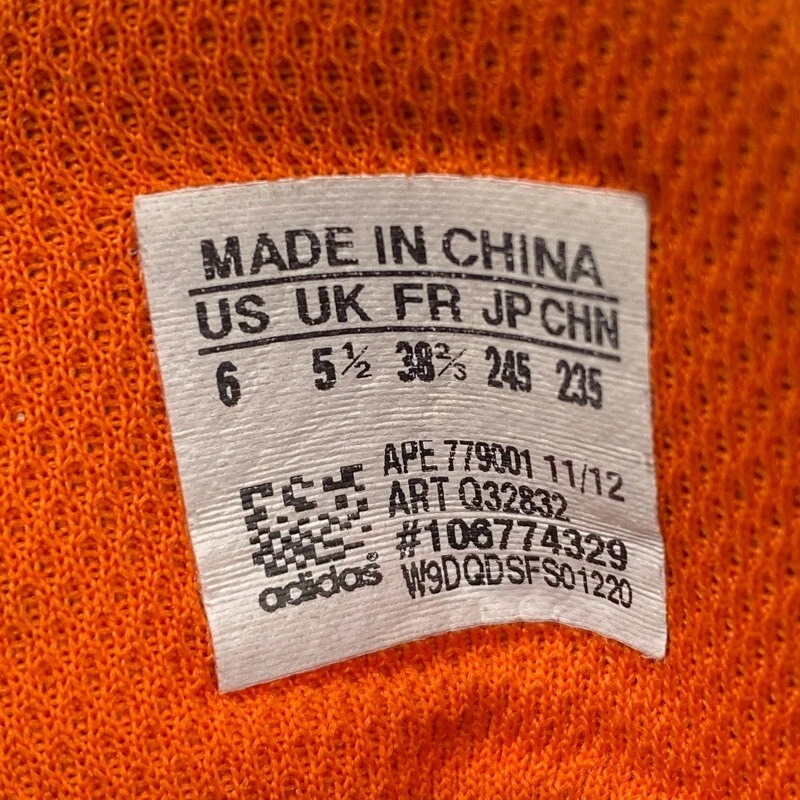 MADE IN CHINA
US UK FR JP CHN
6 5½ 38⅔ 245 235
APE 779001 11/12
ART Q32832
#106774329
adidas® W9DQDSFS01220